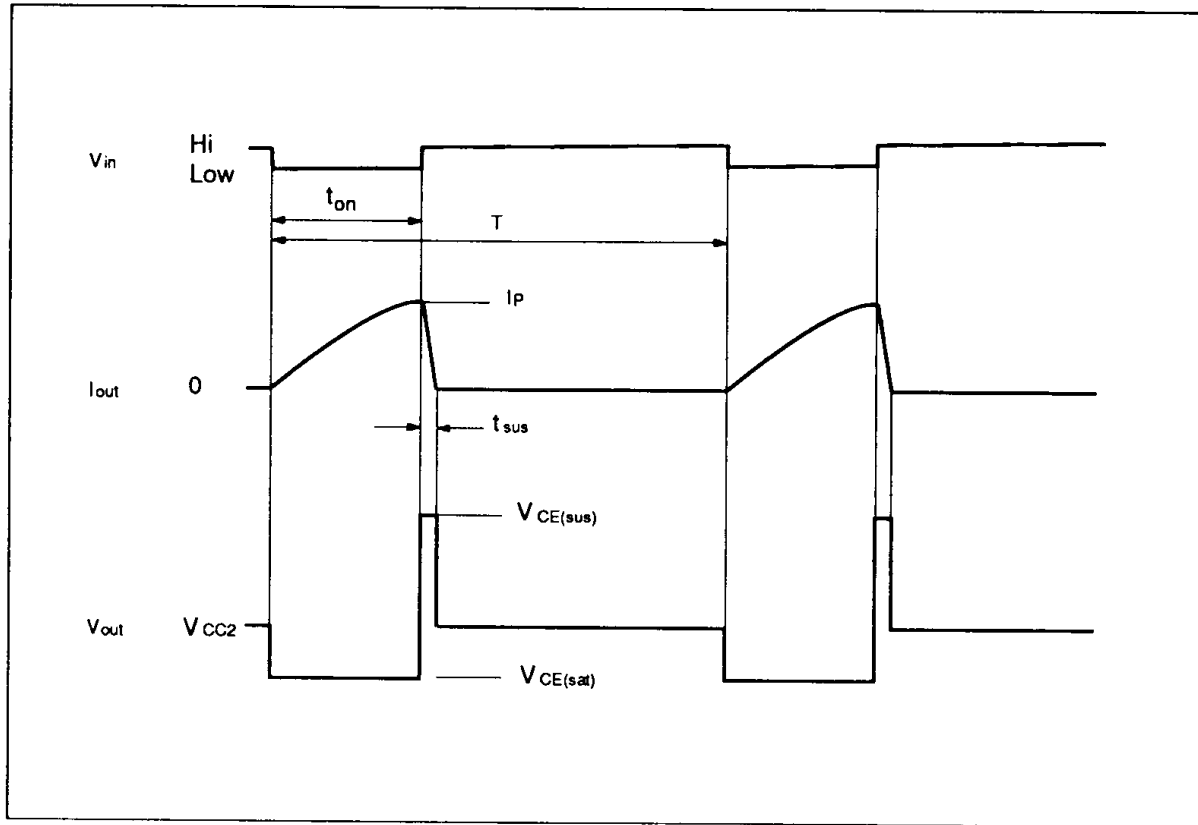 Vin Hi
Low
ton
T
IP
Iout 0
tsus
VCE(sus)
Vout VCC2
VCE(sat)